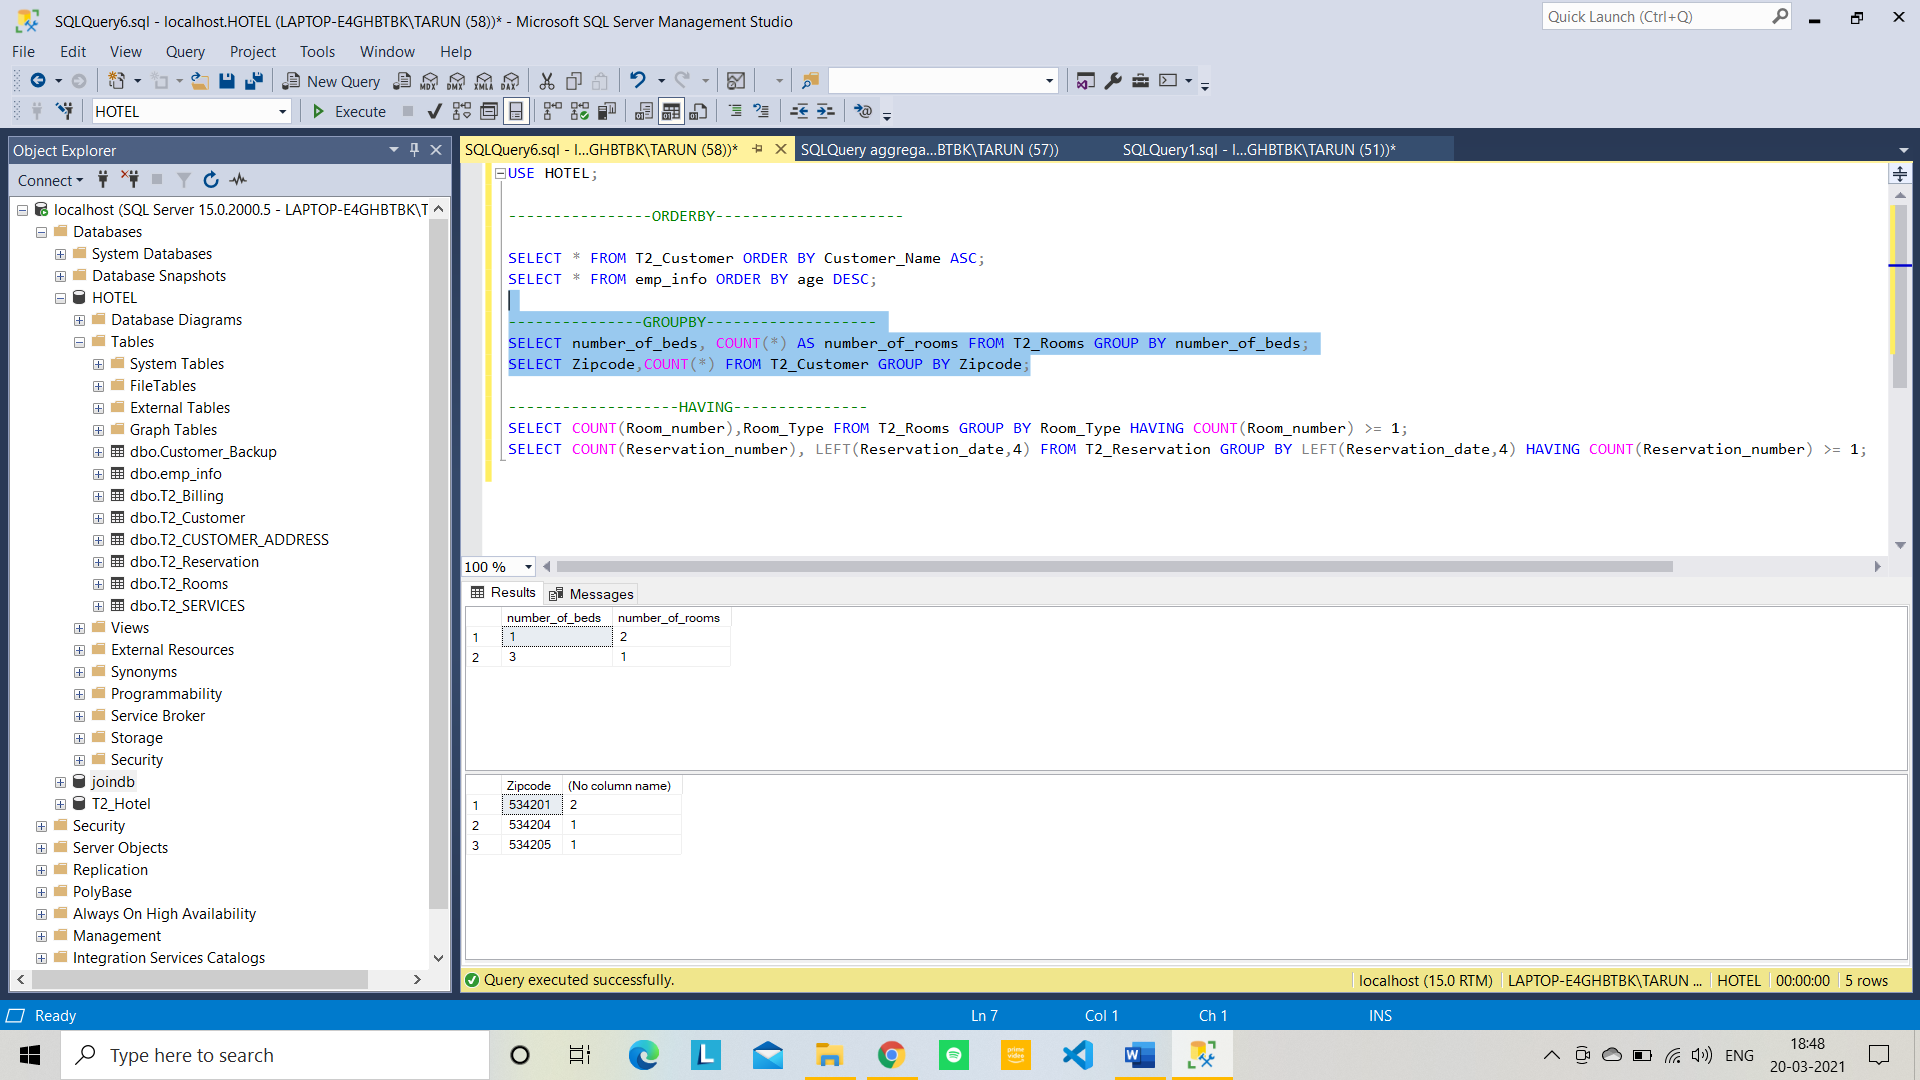 SQLQuery6.sql - localhost.HOTEL (LAPTOP-E4GHBTBK\TARUN (58))* - Microsoft SQL Server Management Studio
Quick Launch (Ctrl+Q)
File Edit View Query Project Tools Window Help
New Query MDX DMX XMLA DAX
HOTEL Execute
Object Explorer
Connect
localhost (SQL Server 15.0.2000.5 - LAPTOP-E4GHBTBK\T
Databases
System Databases
Database Snapshots
HOTEL
Database Diagrams
Tables
System Tables
FileTables
External Tables
Graph Tables
dbo.Customer_Backup
dbo.emp_info
dbo.T2_Billing
dbo.T2_Customer
dbo.T2_CUSTOMER_ADDRESS
dbo.T2_Reservation
dbo.T2_Rooms
dbo.T2_SERVICES
Views
External Resources
Synonyms
Programmability
Service Broker
Storage
Security
joindb
T2_Hotel
Security
Server Objects
Replication
PolyBase
Always On High Availability
Management
Integration Services Catalogs
SQLQuery6.sql - l...GHBTBK\TARUN (58))* SQLQuery aggrega...BTBK\TARUN (57)) SQLQuery1.sql - l...GHBTBK\TARUN (51))*
USE HOTEL;
----------------ORDERBY---------------------
SELECT * FROM T2_Customer ORDER BY Customer_Name ASC;
SELECT * FROM emp_info ORDER BY age DESC;
---------------GROUPBY-------------------
SELECT number_of_beds, COUNT(*) AS number_of_rooms FROM T2_Rooms GROUP BY number_of_beds;
SELECT Zipcode,COUNT(*) FROM T2_Customer GROUP BY Zipcode;
-------------------HAVING---------------
SELECT COUNT(Room_number),Room_Type FROM T2_Rooms GROUP BY Room_Type HAVING COUNT(Room_number) >= 1;
SELECT COUNT(Reservation_number), LEFT(Reservation_date,4) FROM T2_Reservation GROUP BY LEFT(Reservation_date,4) HAVING COUNT(Reservation_number) >= 1;
100 %
Results Messages
number_of_beds number_of_rooms
1 1 2
2 3 1
Zipcode (No column name)
1 534201 2
2 534204 1
3 534205 1
Query executed successfully. localhost (15.0 RTM) LAPTOP-E4GHBTBK\TARUN ... HOTEL 00:00:00 5 rows
Ready Ln 7 Col 1 Ch 1 INS
Type here to search
ENG
18:48
20-03-2021